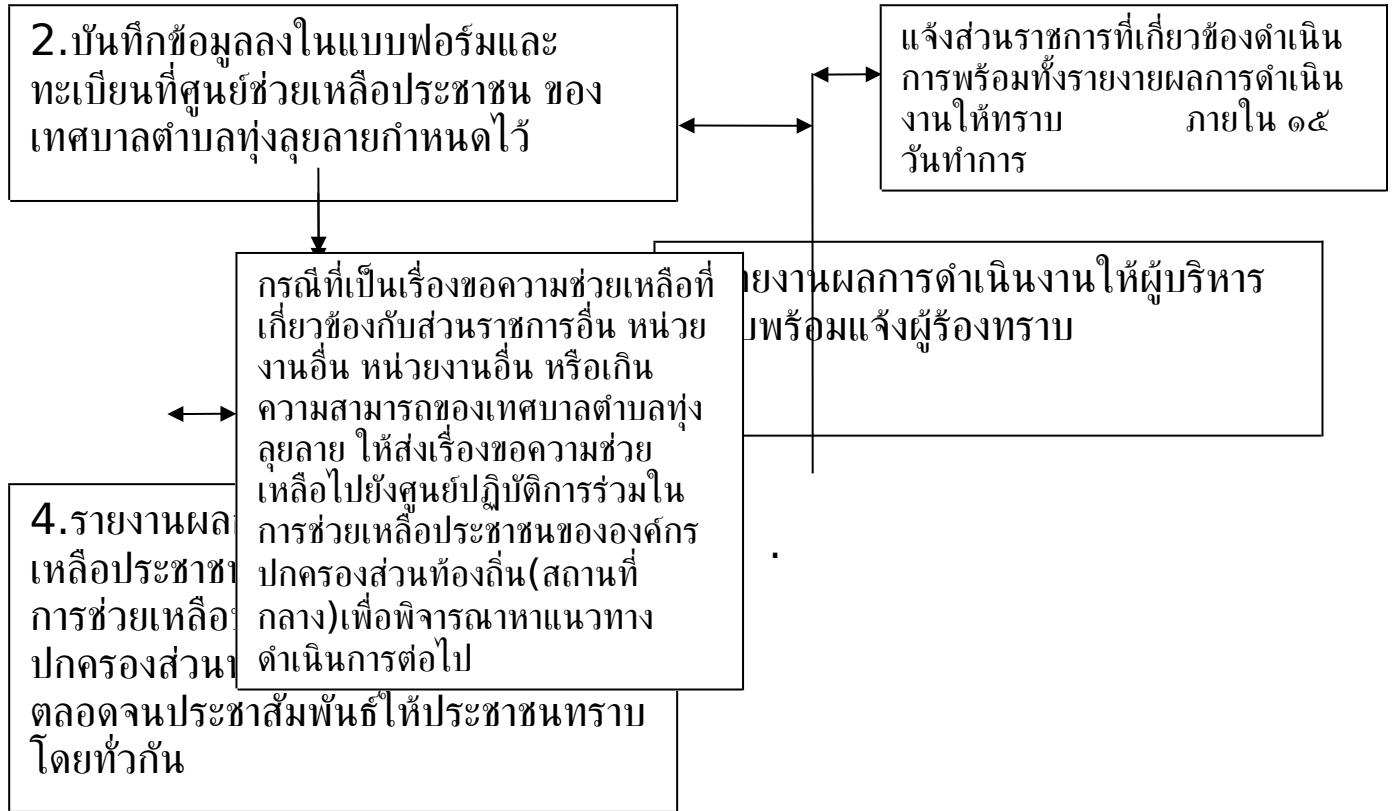 2.บันทึกข้อมูลลงในแบบฟอร์มและ
ทะเบียนที่ศูนย์ช่วยเหลือประชาชน ของ
เทศบาลตำบลทุ่งลุยลายกำหนดไว้
แจ้งส่วนราชการที่เกี่ยวข้องดำเนิน
การพร้อมทั้งรายงายผลการดำเนิน
งานให้ทราบ ภายใน ๑๕
วันทำการ
กรณีที่เป็นเรื่องขอความช่วยเหลือที่
เกี่ยวข้องกับส่วนราชการอื่น หน่วย
งานอื่น หน่วยงานอื่น หรือเกิน
ความสามารถของเทศบาลตำบลทุ่ง
ลุยลาย ให้ส่งเรื่องขอความช่วย
เหลือไปยังศูนย์ปฏิบัติการร่วมใน
การช่วยเหลือประชาชนขององค์กร
ปกครองส่วนท้องถิ่น(สถานที่
กลาง)เพื่อพิจารณาหาแนวทาง
ดำเนินการต่อไป
ยงานผลการดำเนินงานให้ผู้บริหาร
บพร้อมแจ้งผู้ร้องทราบ
4.รายงานผล
เหลือประชาช
การช่วยเหลือ
ปกครองส่วน
ตลอดจนประชาสัมพันธ์ให้ประชาชนทราบ
โดยทั่วกัน
.